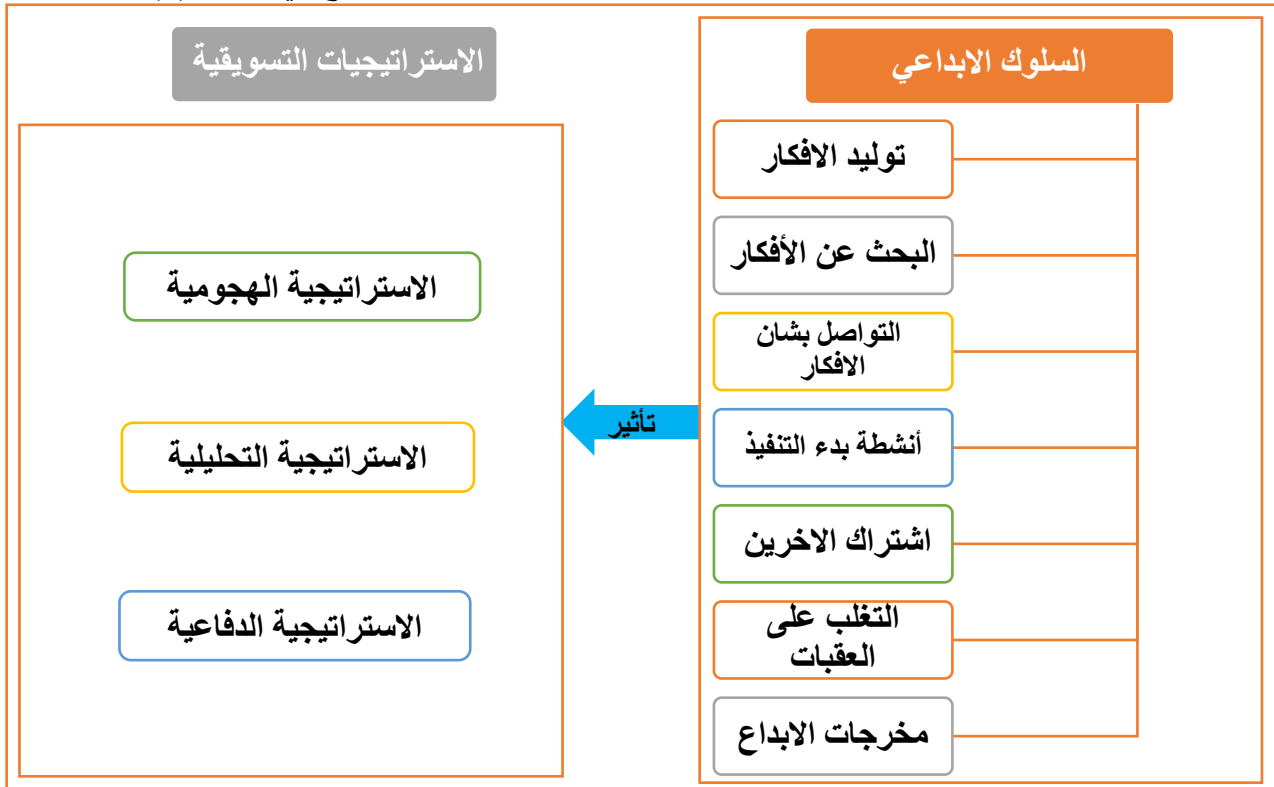 السلوك الابداعي
توليد الافكار
البحث عن الأفكار
التواصل بشان
الافكار
أنشطة بدء التنفيذ
اشتراك الاخرين
التغلب على
العقبات
مخرجات الابداع
تأثير
الاستراتيجيات التسويقية
الاستراتيجية الهجومية
الاستراتيجية التحليلية
الاستراتيجية الدفاعية